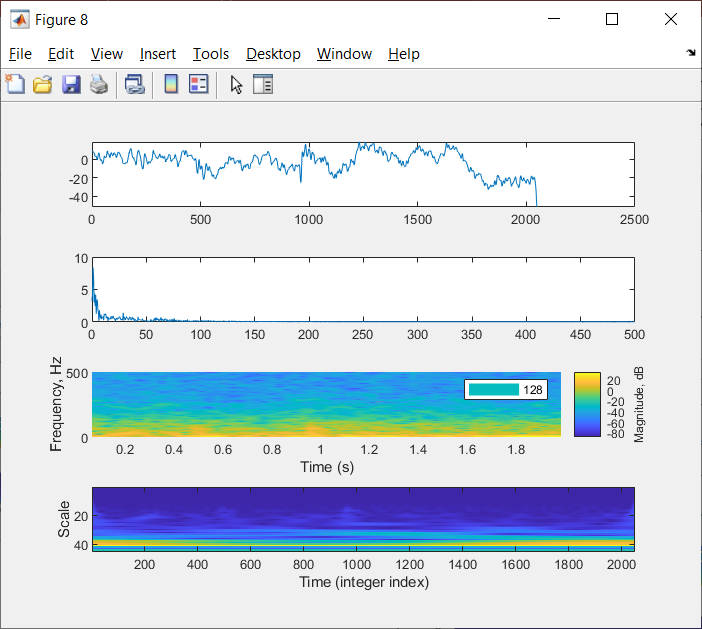 Figure 8
File Edit View Insert Tools Desktop Window Help
0
-20
-40
0 500 1000 1500 2000 2500
10
5
0
0 50 100 150 200 250 300 350 400 450 500
Frequency, Hz
500
0
128
0.2 0.4 0.6 0.8 1 1.2 1.4 1.6 1.8
Time (s)
20
0
-20
-40
-60
-80
Magnitude, dB
Scale
20
40
200 400 600 800 1000 1200 1400 1600 1800 2000
Time (integer index)